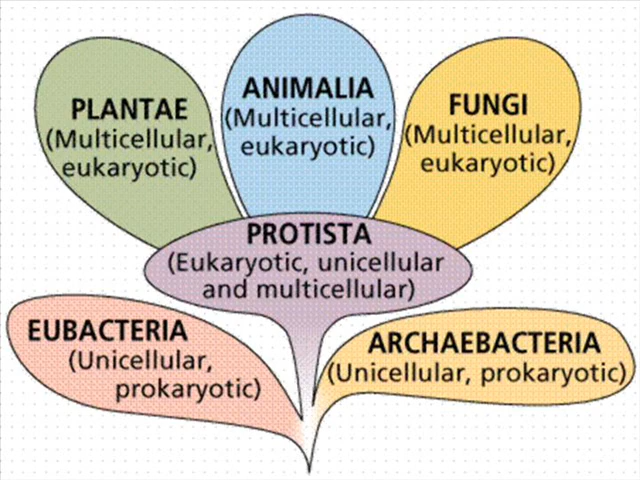 PLANTAE
(Multicellular,
eukaryotic)
ANIMALIA
(Multicellular,
eukaryotic)
FUNGI
(Multicellular,
eukaryotic)
PROTISTA
(Eukaryotic, unicellular
and multicellular)
EUBACTERIA
(Unicellular,
prokaryotic)
ARCHAEBACTERIA
(Unicellular, prokaryotic)